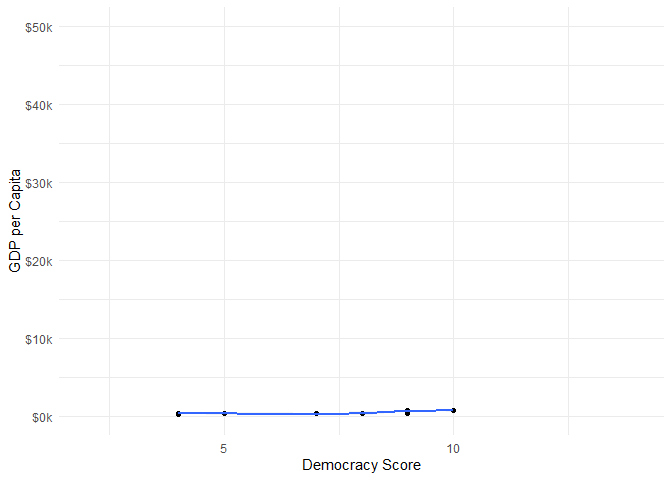 $50k
$40k
$30k
$20k
$10k
$0k
GDP per Capita
5 10
Democracy Score